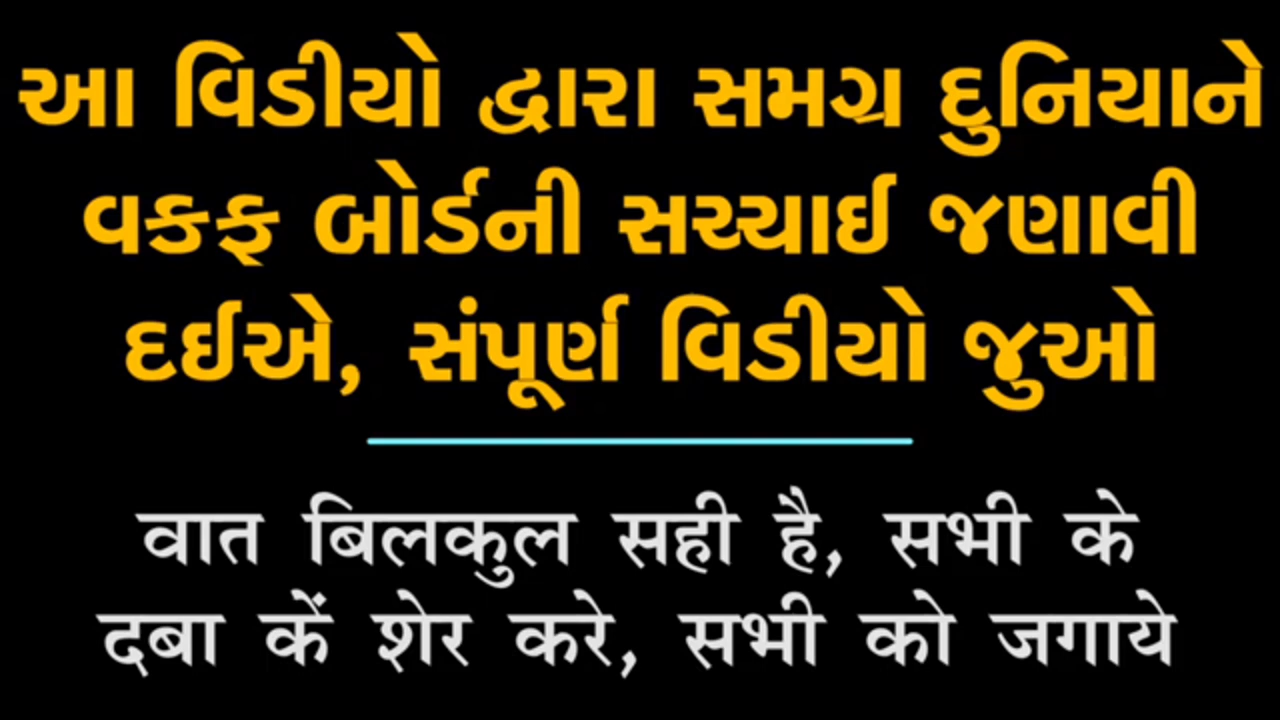 આ વિડીયો દ્વારા સમગ્ર દુનિયાને
વકફ બોર્ડની સચ્ચાઈ જણાવી
દઈએ, સંપૂર્ણ વિડીયો જુઓ
वात बिलकुल सही है, सभी के
दबा कें शेर करे, सभी को जगाये